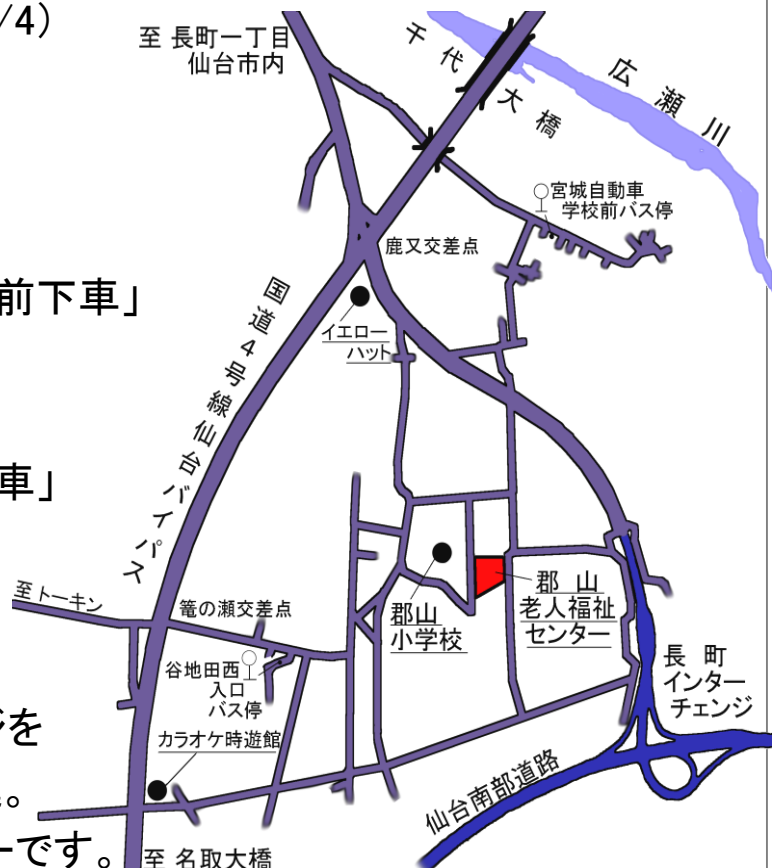 /4)
至 長町一丁目
仙台市内
千代大橋
広瀬川
宮城自動車
学校前バス停
鹿又交差点
前下車」
国道4号線仙台バイパス
イエロー
ハット
車」
至トーキン
篭の瀬交差点
郡山
小学校
郡 山
老人福祉
センター
谷地田西
入口
バス停
長 町
インター
チェンジ
ジを
カラオケ時遊館
。
仙台南部道路
ーです。
至 名取大橋